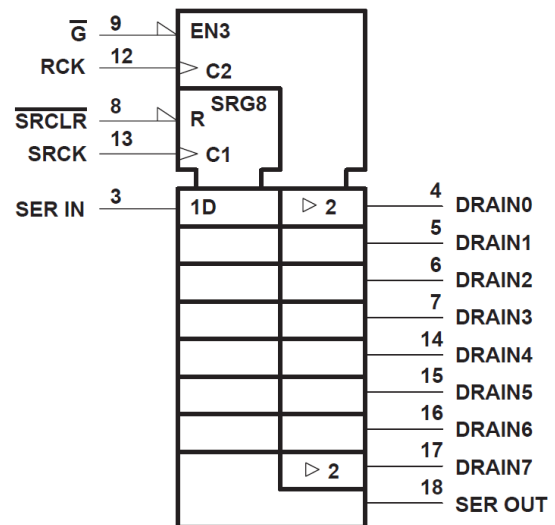 G̅ 9 EN3
RCK 12 C2
SRG8
S̅R̅C̅L̅R̅ 8 R
SRCK 13 C1
SER IN 3 1D 2 4 DRAIN0
5 DRAIN1
6 DRAIN2
7 DRAIN3
14 DRAIN4
15 DRAIN5
16 DRAIN6
2 17 DRAIN7
18 SER OUT